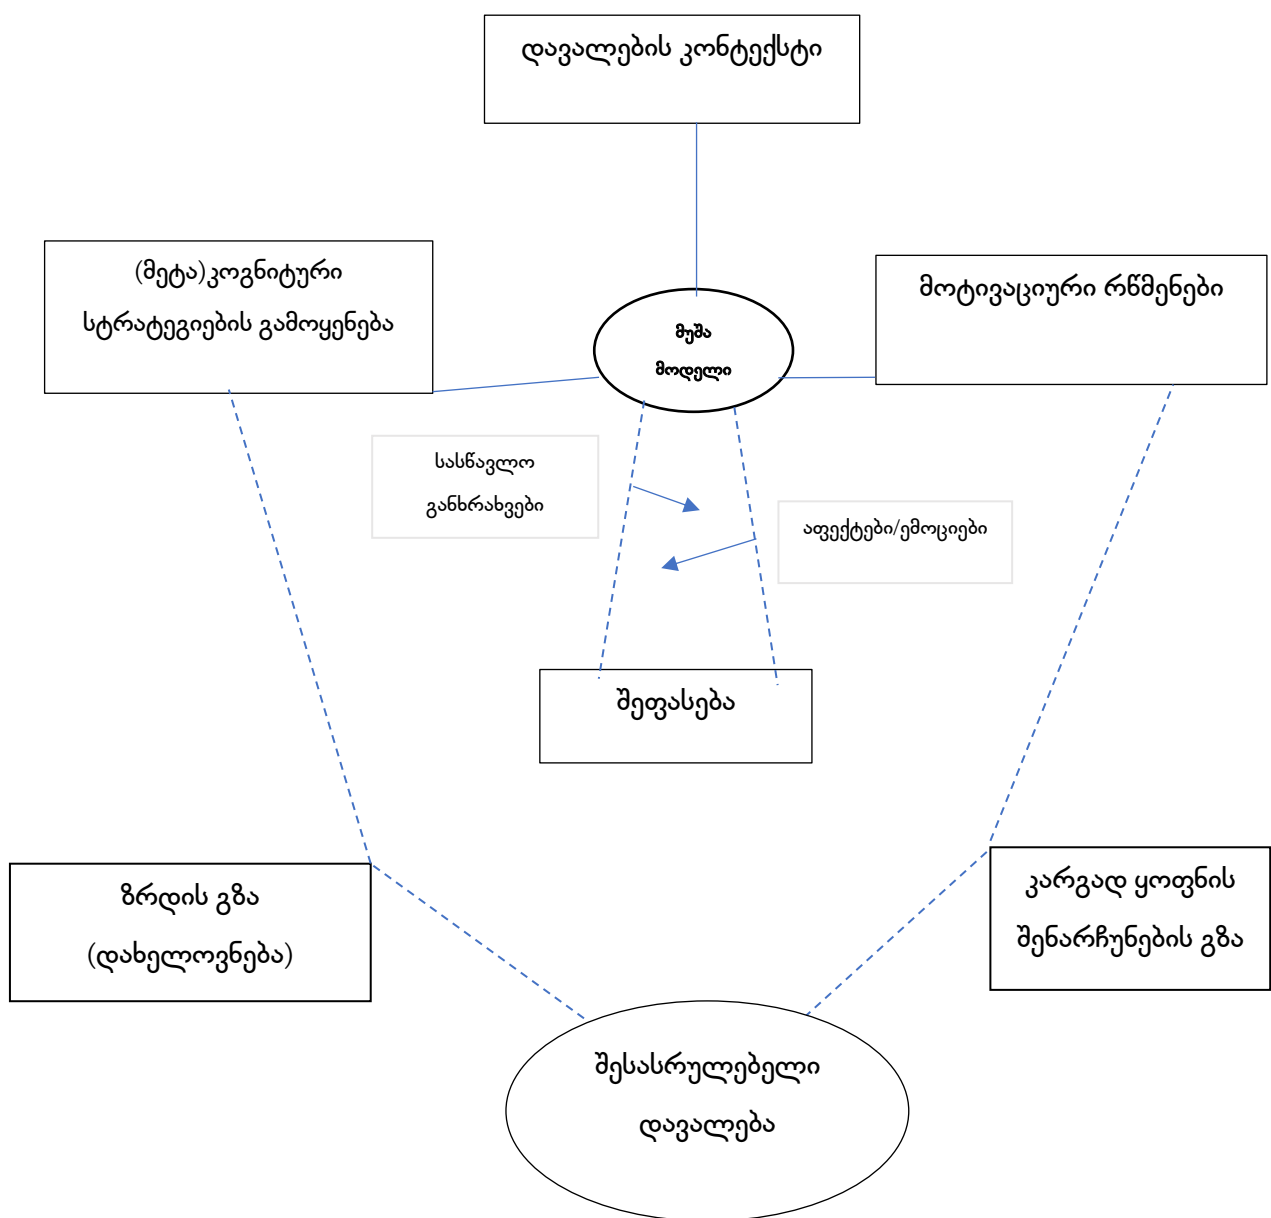 დავალების კონტექსტი
(მეტა)კოგნიტური
სტრატეგიების გამოყენება
მოტივაციური რწმენები
მუშა
მოდელი
სასწავლო
განხრახვები
აფექტები/ემოციები
შეფასება
ზრდის გზა
(დახელოვნება)
კარგად ყოფნის
შენარჩუნების გზა
შესასრულებელი
დავალება